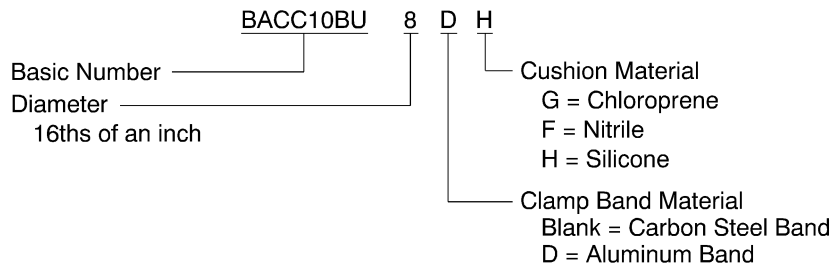 BACC10BU 8 D H
Basic Number
Diameter
16ths of an inch
Cushion Material
G = Chloroprene
F = Nitrile
H = Silicone
Clamp Band Material
Blank = Carbon Steel Band
D = Aluminum Band